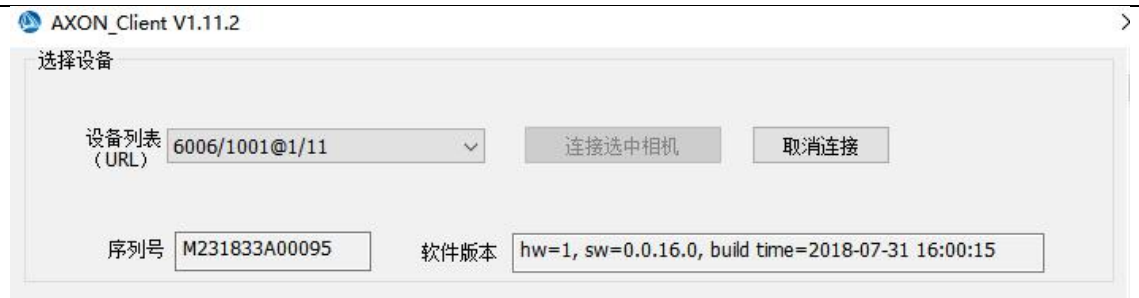 AXON_Client V1.11.2
选择设备
设备列表 6006/1001@1/11 连接选中相机 取消连接
(URL)
序列号 M231833A00095 软件版本 hw=1, sw=0.0.16.0, build time=2018-07-31 16:00:15